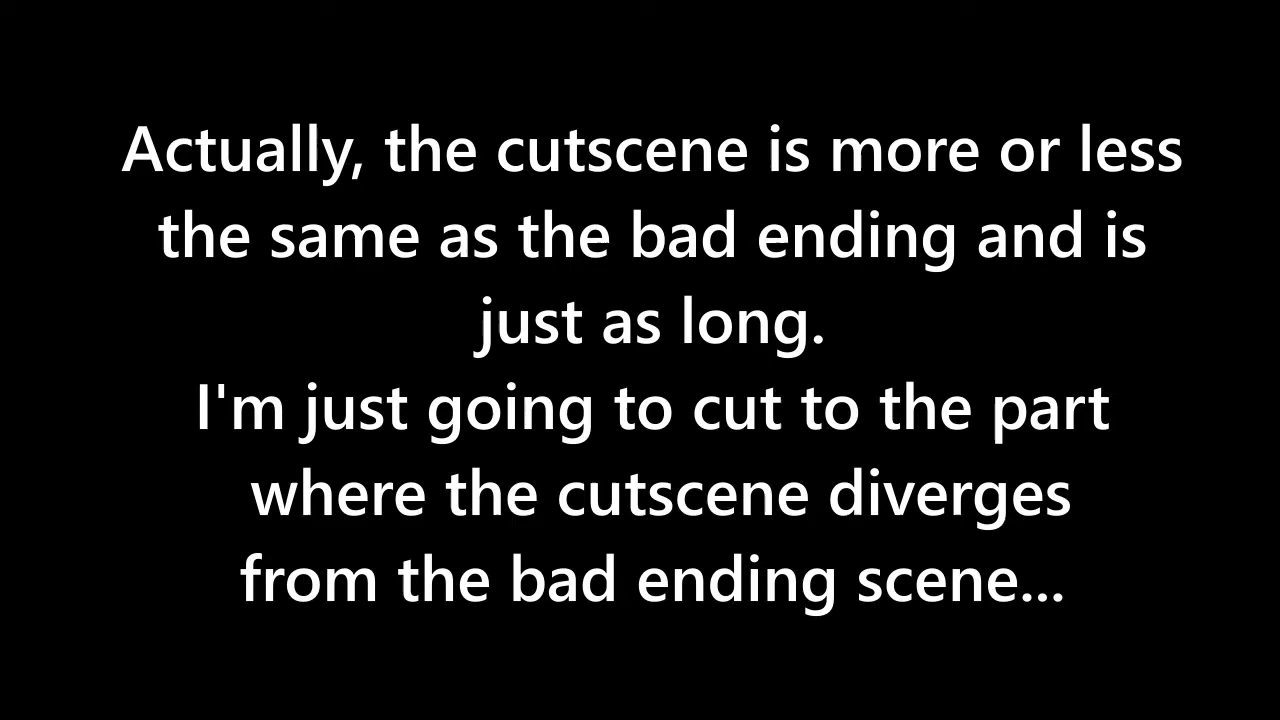 Actually, the cutscene is more or less
the same as the bad ending and is
just as long.
I'm just going to cut to the part
where the cutscene diverges
from the bad ending scene...